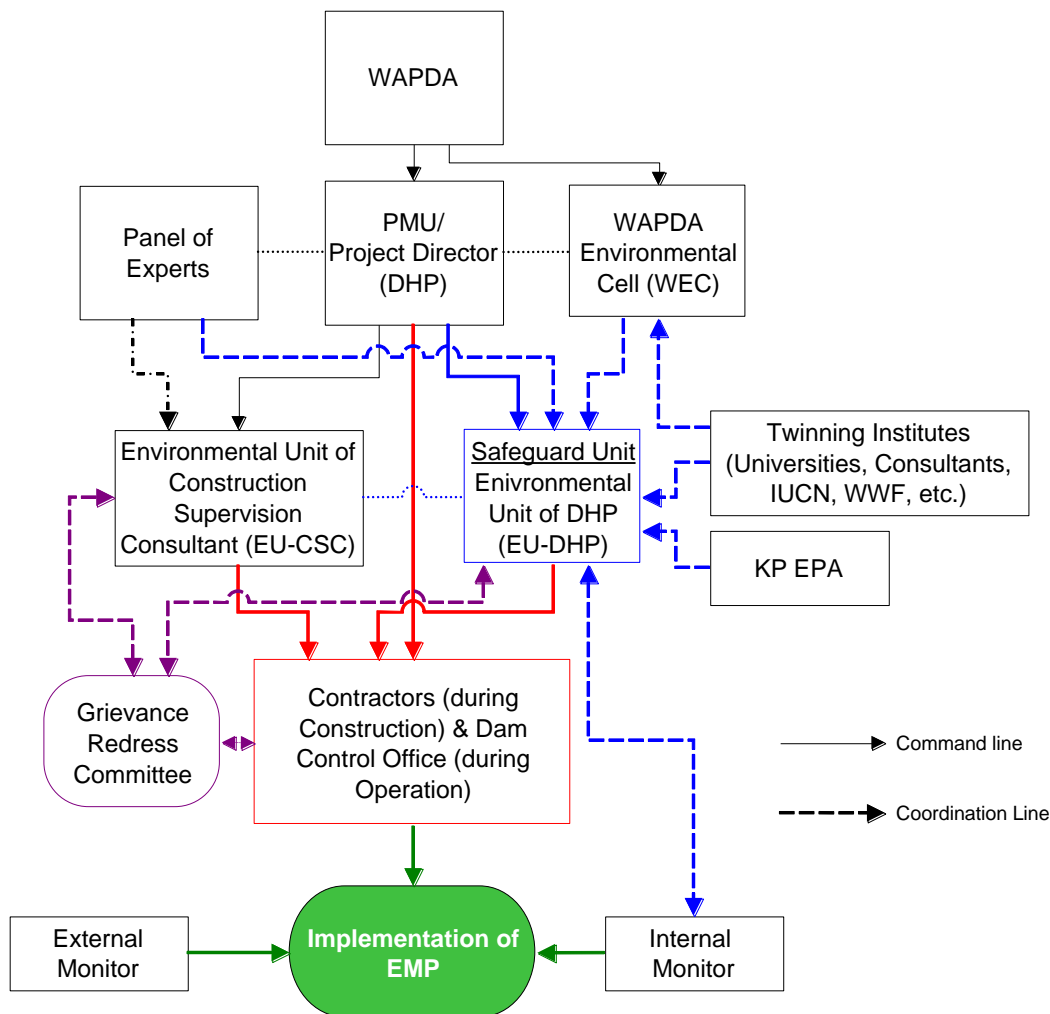 WAPDA
Panel of
Experts
PMU/
Project Director
(DHP)
WAPDA
Environmental
Cell (WEC)
Environmental Unit of
Construction
Supervision
Consultant (EU-CSC)
Safeguard Unit
Enivronmental
Unit of DHP
(EU-DHP)
Twinning Institutes
(Universities, Consultants,
IUCN, WWF, etc.)
KP EPA
Grievance
Redress
Committee
Contractors (during
Construction) & Dam
Control Office (during
Operation)
Command line
Coordination Line
External
Monitor
Implementation of
EMP
Internal
Monitor